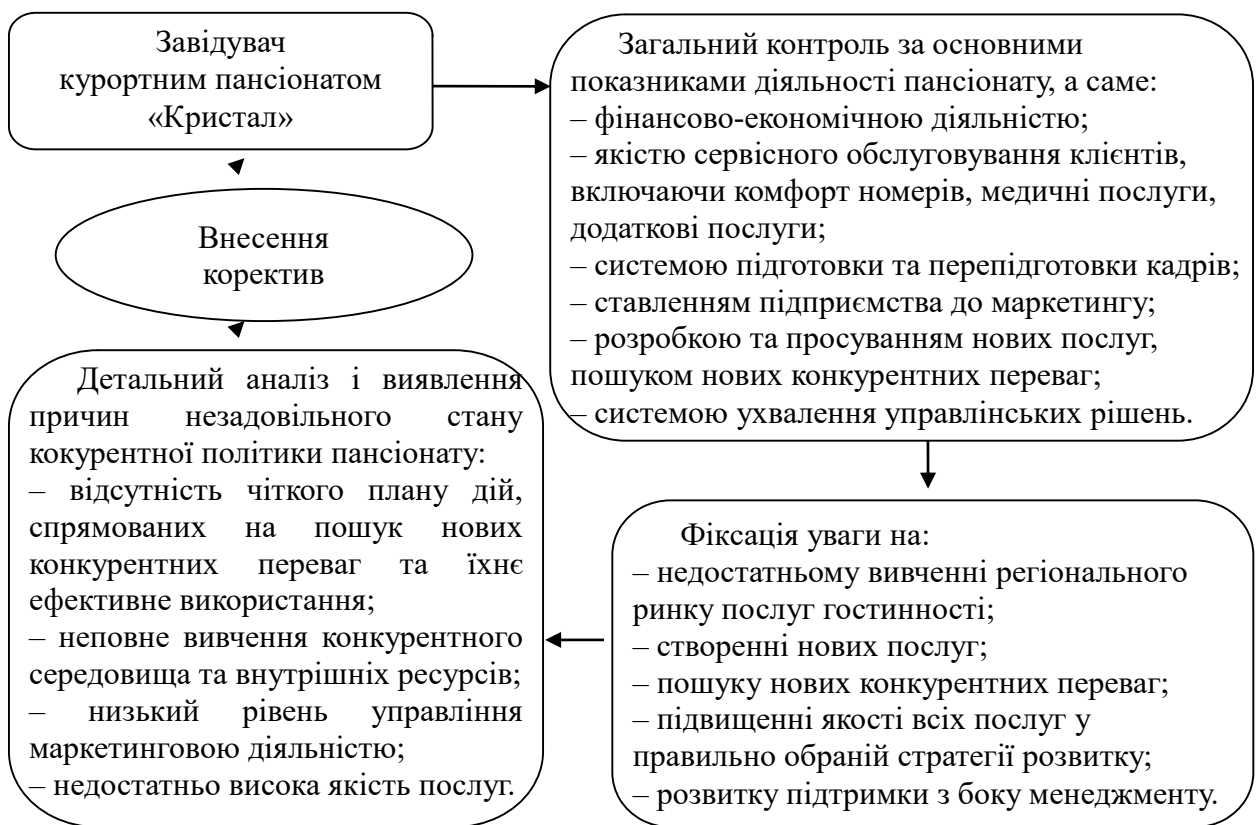 Завідувач
курортним пансіонатом
«Кристал»
Загальний контроль за основними
показниками діяльності пансіонату, а саме:
– фінансово-економічною діяльністю;
– якістю сервісного обслуговування клієнтів,
включаючи комфорт номерів, медичні послуги,
додаткові послуги;
– системою підготовки та перепідготовки кадрів;
– ставленням підприємства до маркетингу;
– розробкою та просуванням нових послуг,
пошуком нових конкурентних переваг;
– системою ухвалення управлінських рішень.
Фіксація уваги на:
– недостатньому вивченні регіонального
ринку послуг гостинності;
– створенні нових послуг;
– пошуку нових конкурентних переваг;
– підвищенні якості всіх послуг у
правильно обраній стратегії розвитку;
– розвитку підтримки з боку менеджменту.
Детальний аналіз і виявлення
причин незадовільного стану
кокурентної політики пансіонату:
– відсутність чіткого плану дій,
спрямованих на пошук нових
конкурентних переваг та їхнє
ефективне використання;
– неповне вивчення конкурентного
середовища та внутрішніх ресурсів;
– низький рівень управління
маркетинговою діяльністю;
– недостатньо висока якість послуг.
Внесення
коректив